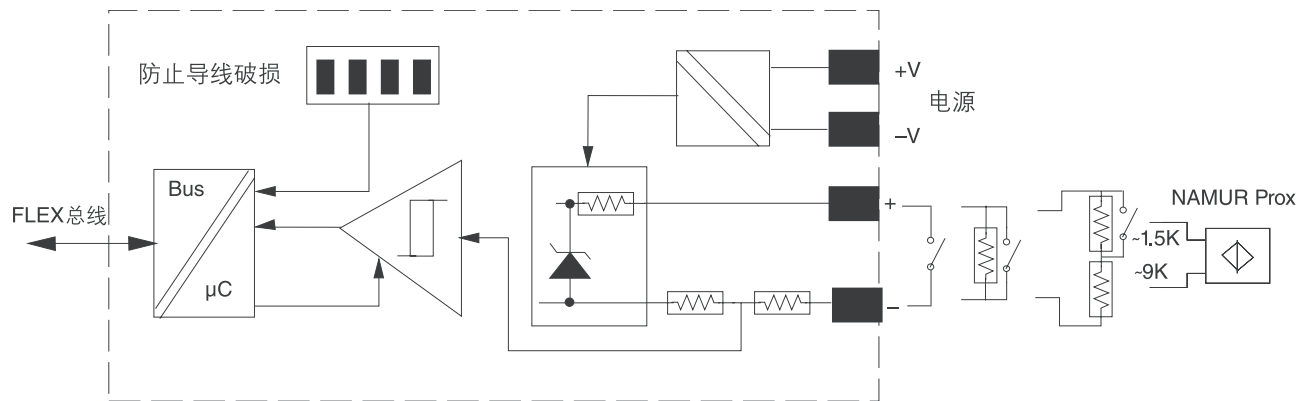 防止导线破损
+V
电源
–V
Bus
FLEX总线
μC
+
–
NAMUR Prox
~1.5K
~9K